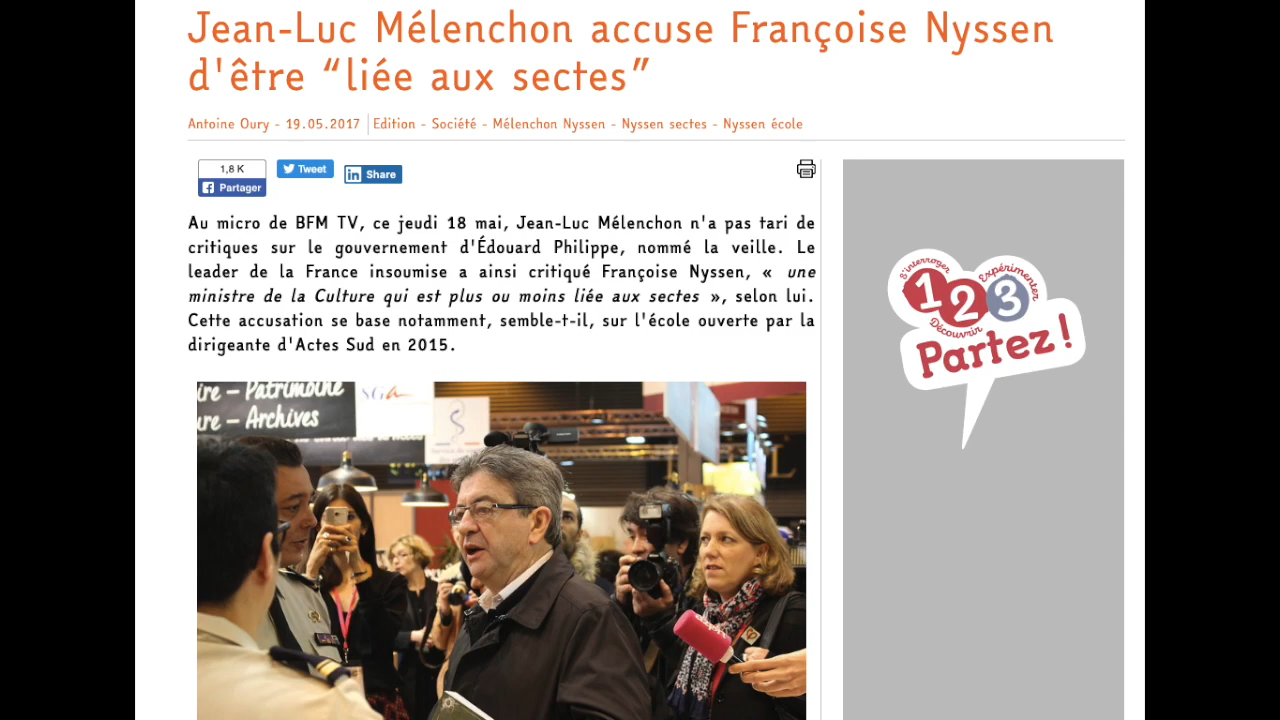 Jean-Luc Mélenchon accuse Françoise Nyssen
d'être “liée aux sectes”
Antoine Oury - 19.05.2017 Edition - Société - Mélenchon Nyssen - Nyssen sectes - Nyssen école
1,8 K
Partager
Tweet
Share
Au micro de BFM TV, ce jeudi 18 mai, Jean-Luc Mélenchon n'a pas tari de
critiques sur le gouvernement d'Édouard Philippe, nommé la veille. Le
leader de la France insoumise a ainsi critiqué Françoise Nyssen, « une
ministre de la Culture qui est plus ou moins liée aux sectes », selon lui.
Cette accusation se base notamment, semble-t-il, sur l'école ouverte par la
dirigeante d'Actes Sud en 2015.
S'interroger
Expérimenter
1 2 3
Découvrir
Partez !
ire – Patrimoine
ure – Archives
SGA